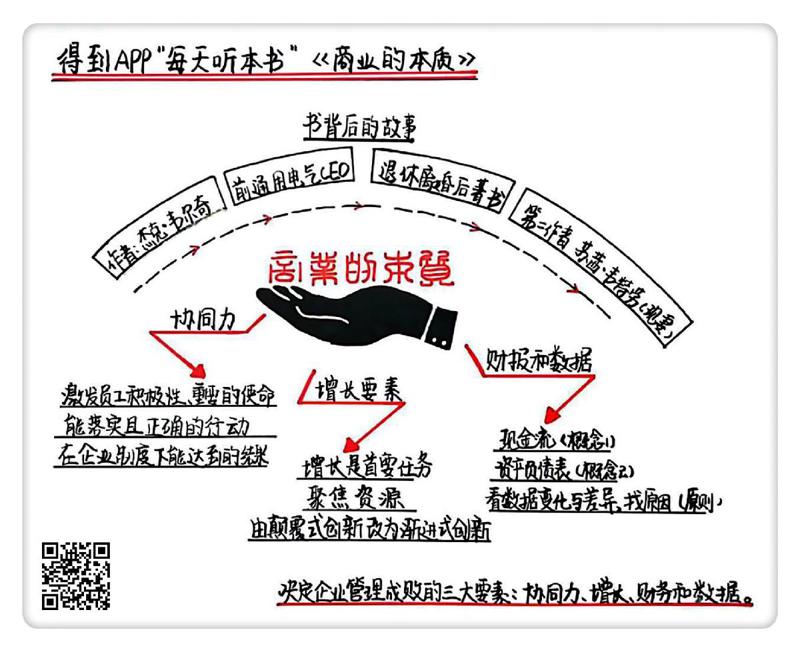 得到APP“每天听本书”《商业的本质》
书背后的故事
作者：杰克·韦尔奇
前通用电气CEO
退休离婚后著书
第二作者 苏茜·韦尔奇（现妻）
商业的本质
协同力
激发员工积极性、重要的使命
能落实且正确的行动
在企业制度下能达到的结果
增长要素
增长是首要任务
聚焦资源
由颠覆式创新改为渐进式创新
财报和数据
现金流（概念1）
资产负债表（概念2）
看数据变化与差异，找原因（原则）
决定企业管理成败的三大要素：协同力、增长、财务和数据。